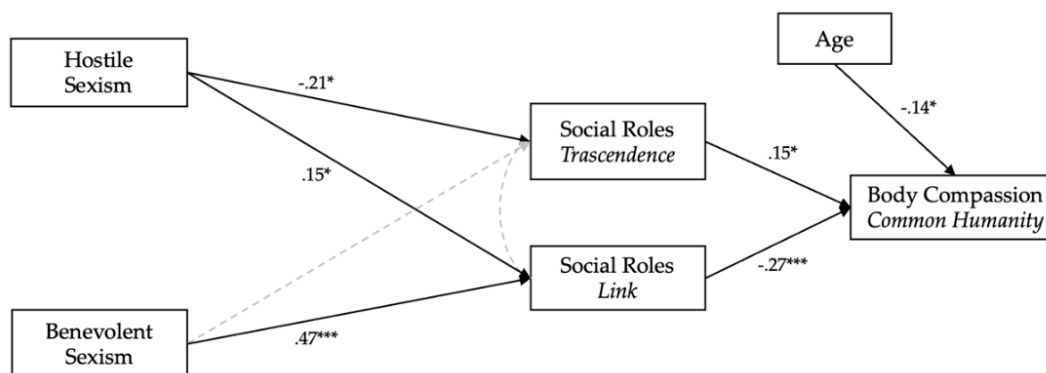 Hostile
Sexism
-.21*
.15*
Benevolent
Sexism
.47***
Social Roles
Trascendence
Social Roles
Link
.15*
-.27***
Age
-.14*
Body Compassion
Common Humanity